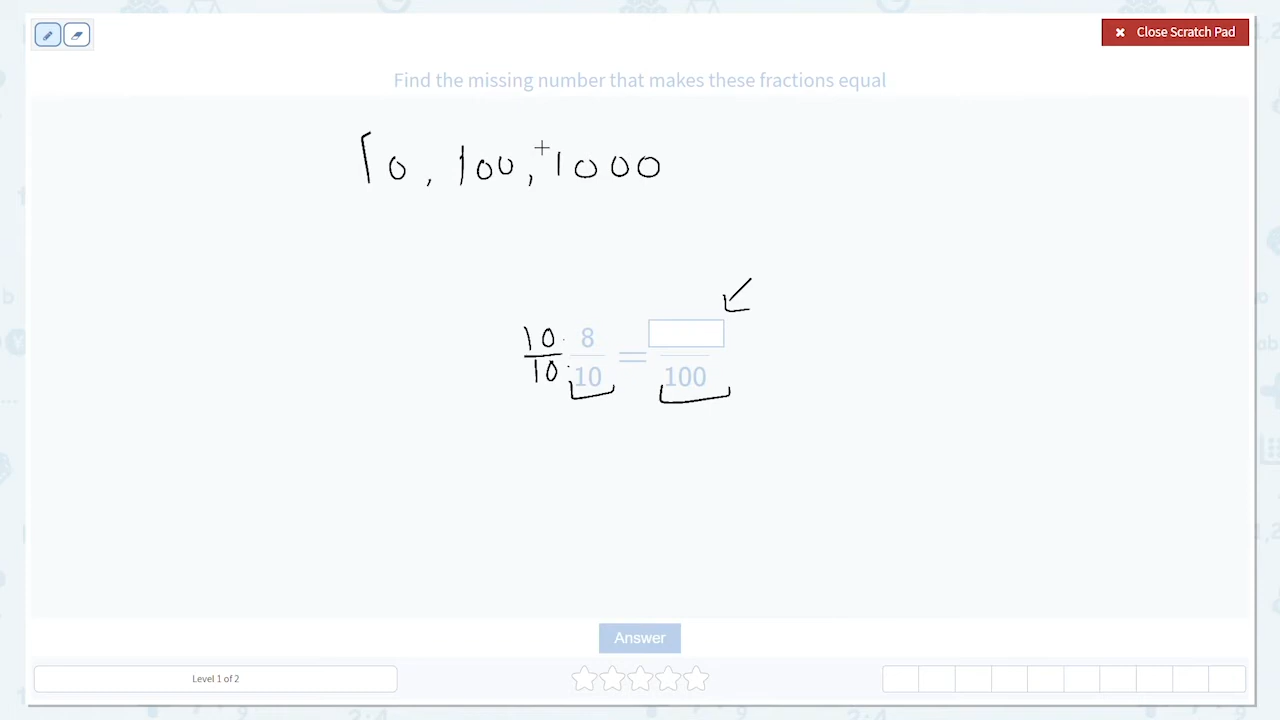 Close Scratch Pad
Find the missing number that makes these fractions equal
10, 100, 1000
10/10 · 8/10 = /100
Answer
Level 1 of 2